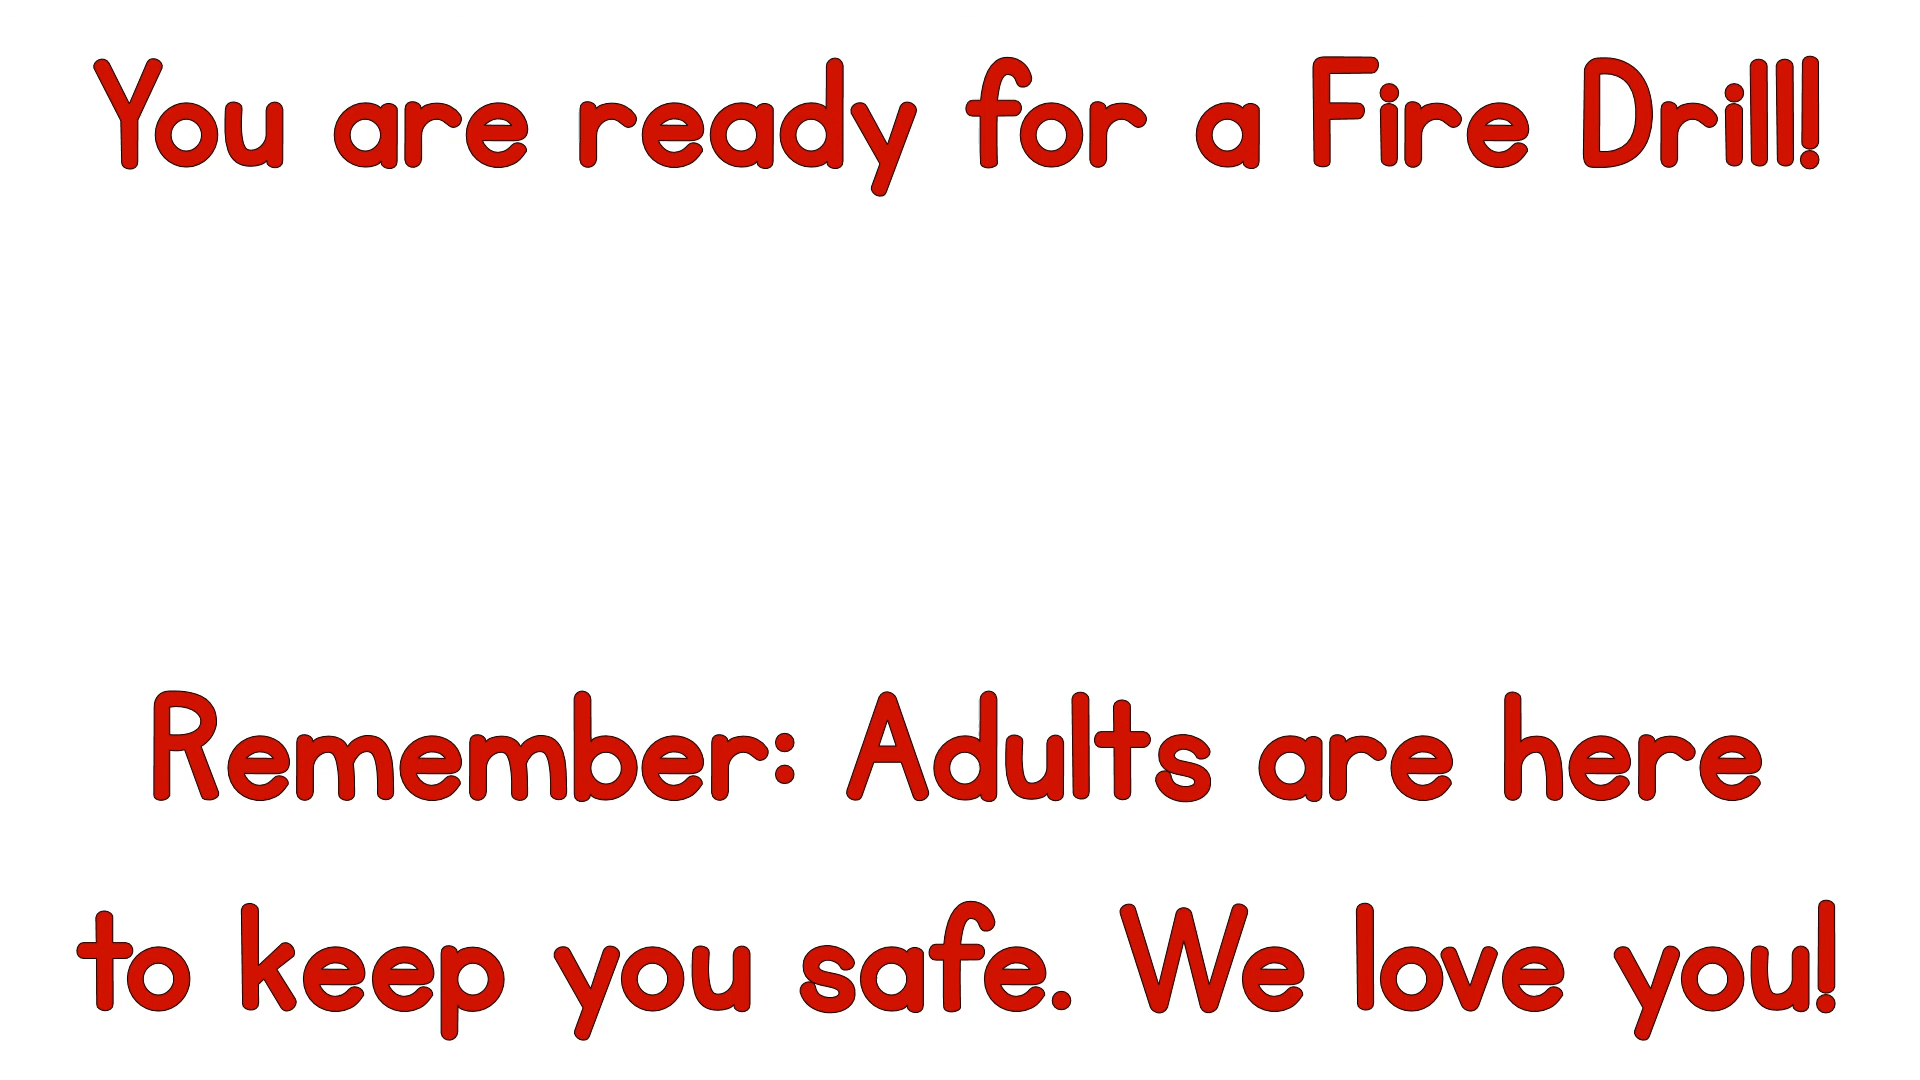 You are ready for a Fire Drill!
Remember: Adults are here
to keep you safe. We love you!